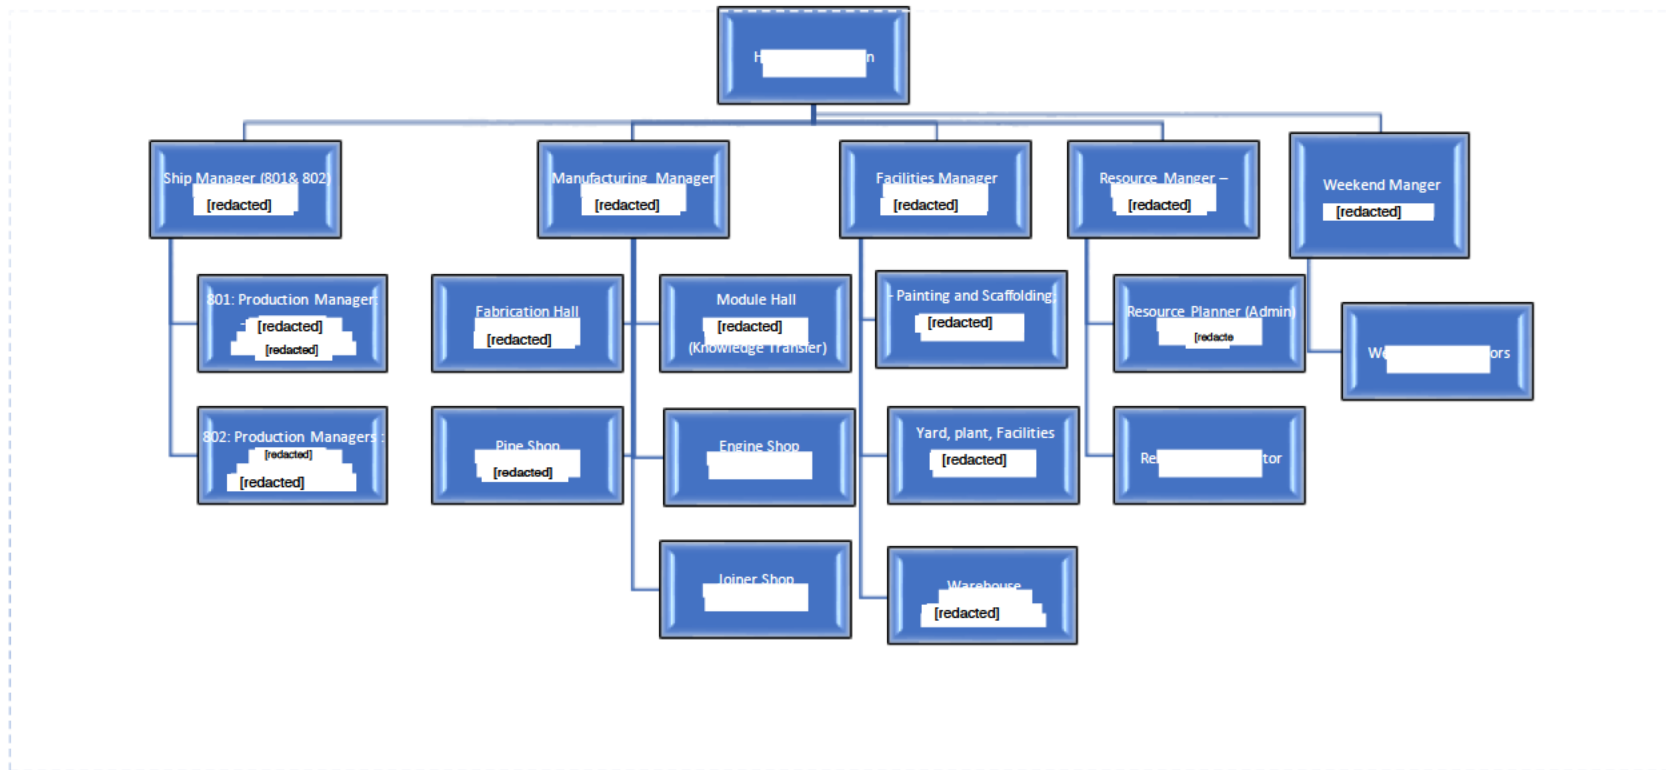 Ship Manager (801& 802)
[redacted]
Manufacturing Manager
[redacted]
Facilities Manager
[redacted]
Resource Manger –
[redacted]
Weekend Manger
[redacted]
801: Production Manager:
[redacted]
[redacted]
802: Production Managers :
[redacted]
[redacted]
Fabrication Hall
[redacted]
Pipe Shop
[redacted]
Module Hall
[redacted]
(Knowledge Transfer)
Engine Shop
Joiner Shop
- Painting and Scaffolding;
[redacted]
Yard, plant, Facilities
[redacted]
Warehouse
[redacted]
Resource Planner (Admin)
[redacte